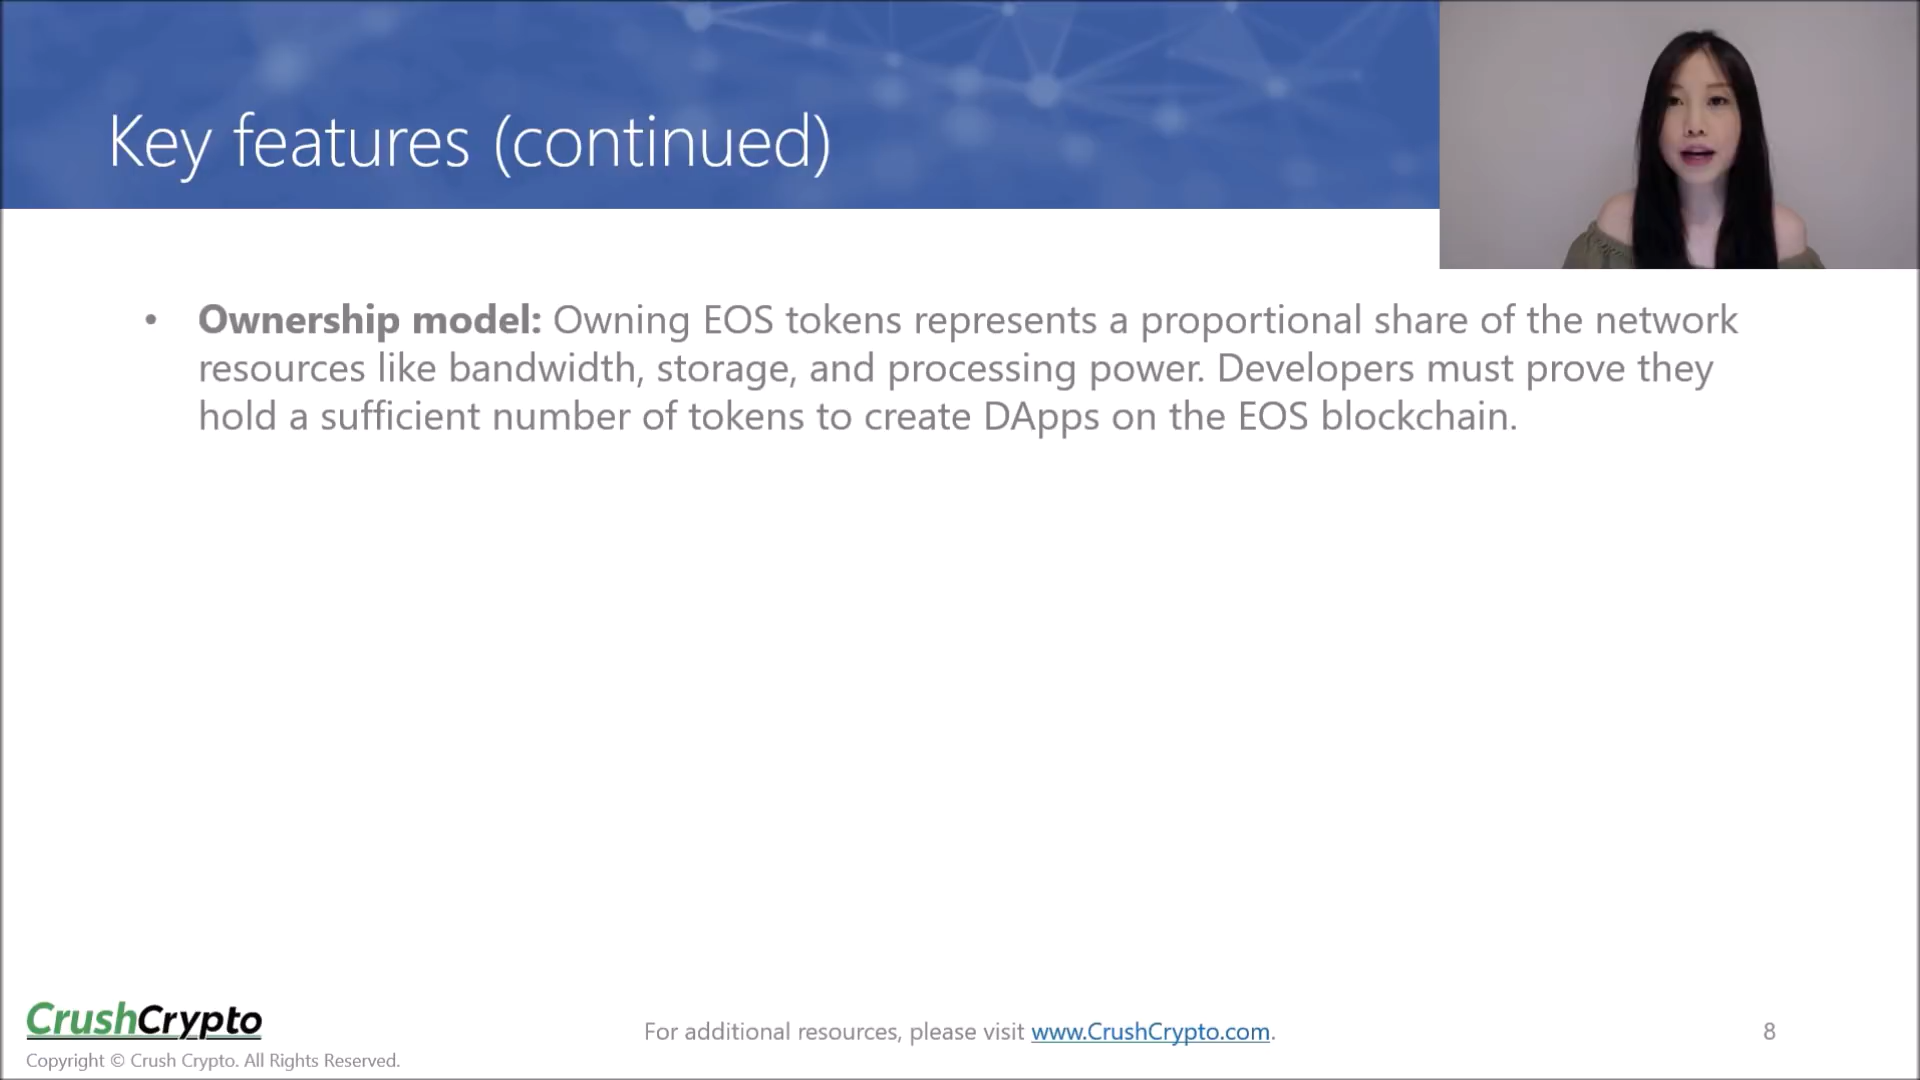 Key features (continued)
• Ownership model: Owning EOS tokens represents a proportional share of the network
resources like bandwidth, storage, and processing power. Developers must prove they
hold a sufficient number of tokens to create DApps on the EOS blockchain.
CrushCrypto
Copyright © Crush Crypto. All Rights Reserved.
For additional resources, please visit www.CrushCrypto.com.
8